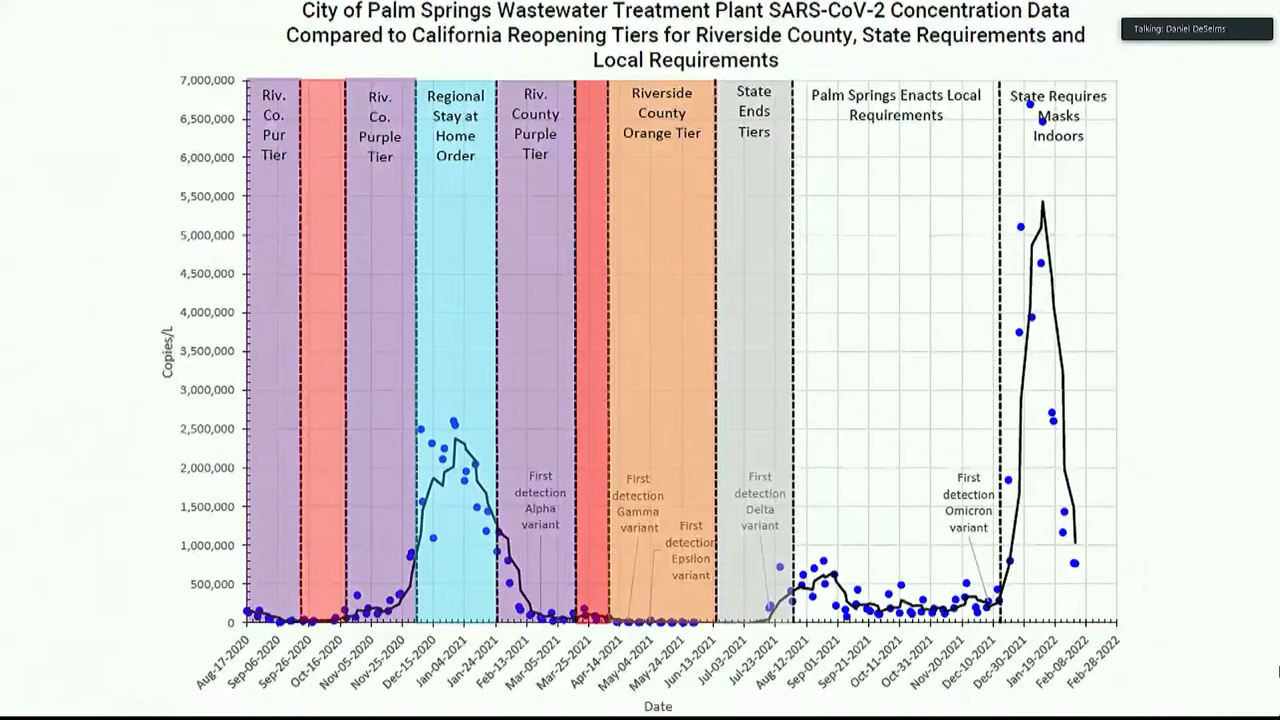 City of Palm Springs Wastewater Treatment Plant SARS-CoV-2 Concentration Data
Compared to California Reopening Tiers for Riverside County, State Requirements and
Local Requirements
Talking: Daniel DeSelms
7,000,000
6,500,000
6,000,000
5,500,000
5,000,000
4,500,000
4,000,000
3,500,000
3,000,000
2,500,000
2,000,000
1,500,000
1,000,000
500,000
0
Copies/L
Riv.
Co.
Pur
Tier
Riv.
Co.
Purple
Tier
Regional
Stay at
Home
Order
Riv.
County
Purple
Tier
Riverside
County
Orange Tier
State
Ends
Tiers
Palm Springs Enacts Local
Requirements
State Requires
Masks
Indoors
First
detection
Alpha
variant
First
detection
Gamma
variant
First
detection
Epsilon
variant
First
detection
Delta
variant
First
detection
Omicron
variant
Aug-17-2020
Sep-06-2020
Sep-26-2020
Oct-16-2020
Nov-05-2020
Nov-25-2020
Dec-15-2020
Jan-04-2021
Jan-24-2021
Feb-13-2021
Mar-05-2021
Mar-25-2021
Apr-14-2021
May-04-2021
May-24-2021
Jun-13-2021
Jul-03-2021
Jul-23-2021
Aug-12-2021
Sep-01-2021
Sep-21-2021
Oct-11-2021
Oct-31-2021
Nov-20-2021
Dec-10-2021
Dec-30-2021
Jan-19-2022
Feb-08-2022
Feb-28-2022
Date